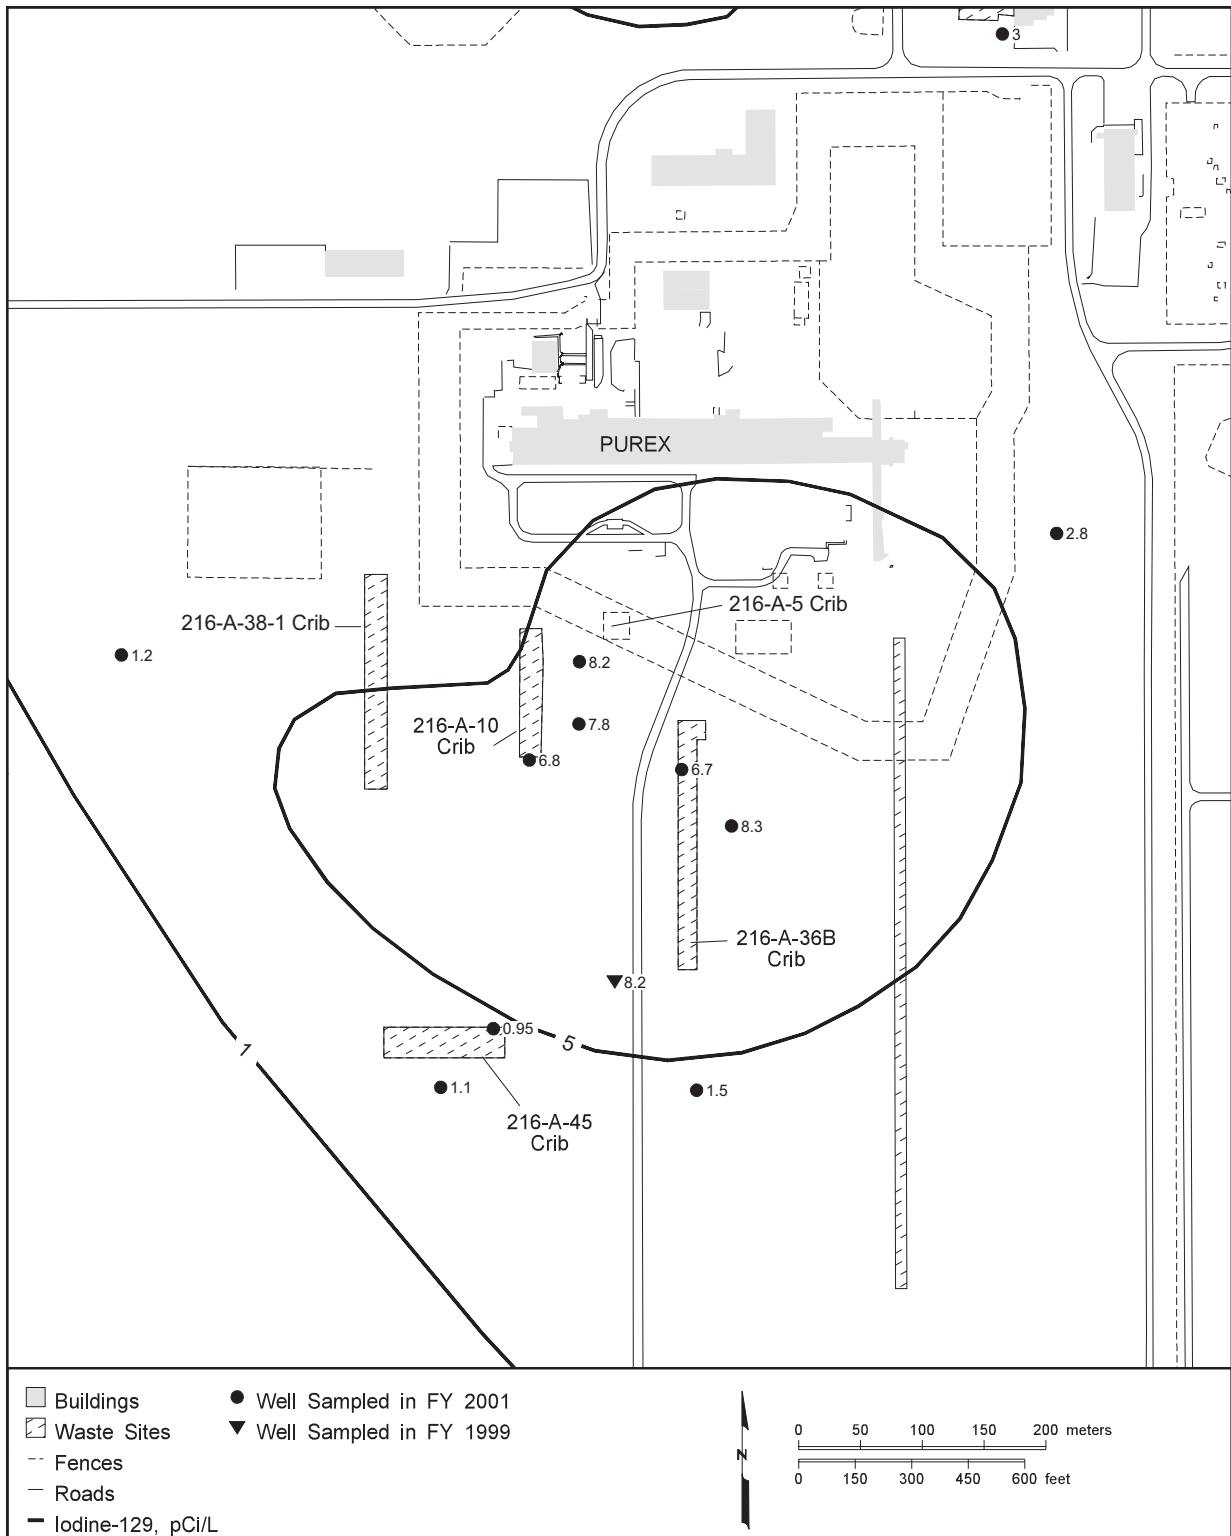 3
PUREX
2.8
216-A-5 Crib
216-A-38-1 Crib
1.2
8.2
216-A-10
Crib
7.8
6.8
6.7
8.3
216-A-36B
Crib
8.2
0.95
5
1
1.1
1.5
216-A-45
Crib
Buildings
Waste Sites
Fences
Roads
Iodine-129, pCi/L
Well Sampled in FY 2001
Well Sampled in FY 1999
N
0 50 100 150 200 meters
0 150 300 450 600 feet